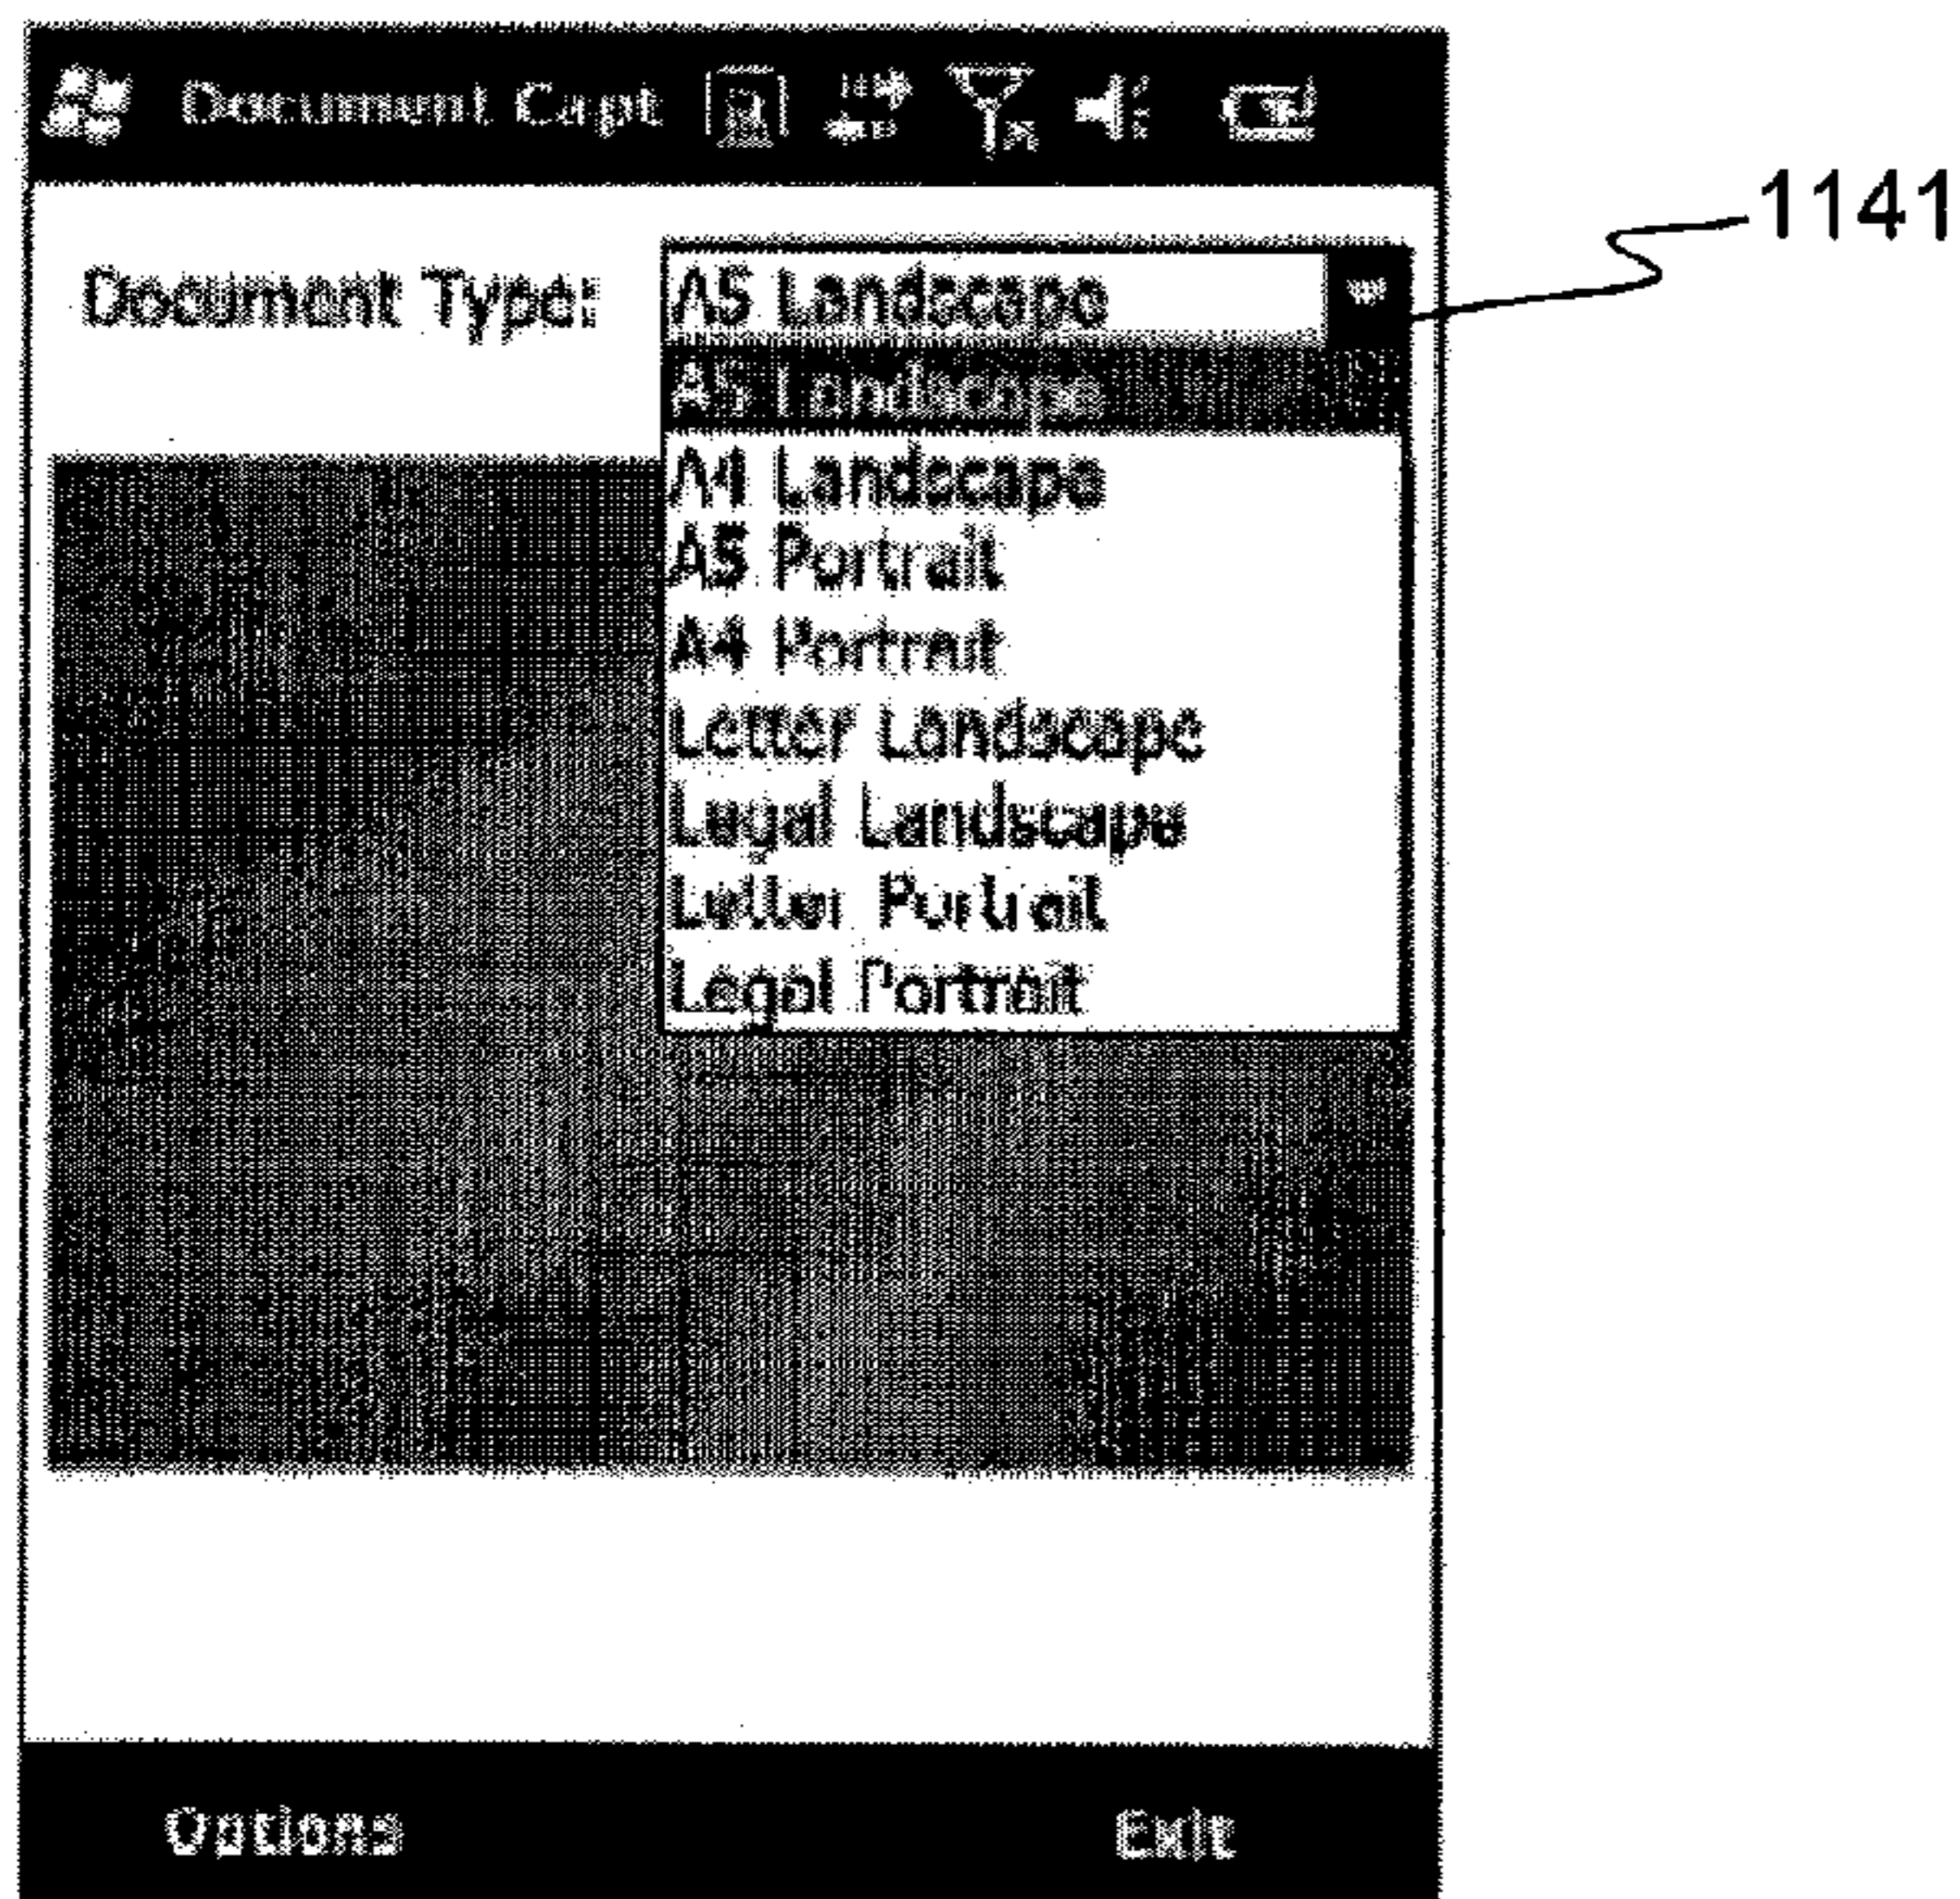 Document Capt
1141
Document Type: A5 Landscape
A5 Landscape
A4 Landscape
A5 Portrait
A4 Portrait
Letter Landscape
Legal Landscape
Letter Portrait
Legal Portrait
Options Exit